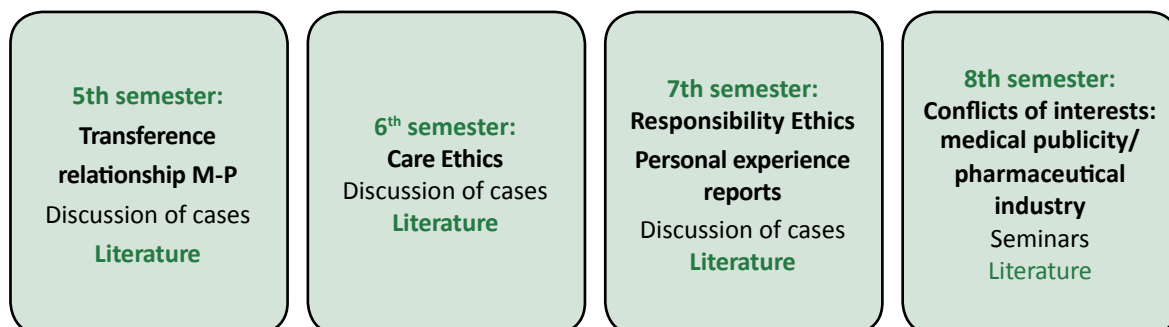 5th semester:
Transference
relationship M-P
Discussion of cases
Literature
6th semester:
Care Ethics
Discussion of cases
Literature
7th semester:
Responsibility Ethics
Personal experience
reports
Discussion of cases
Literature
8th semester:
Conflicts of interests:
medical publicity/
pharmaceutical
industry
Seminars
Literature